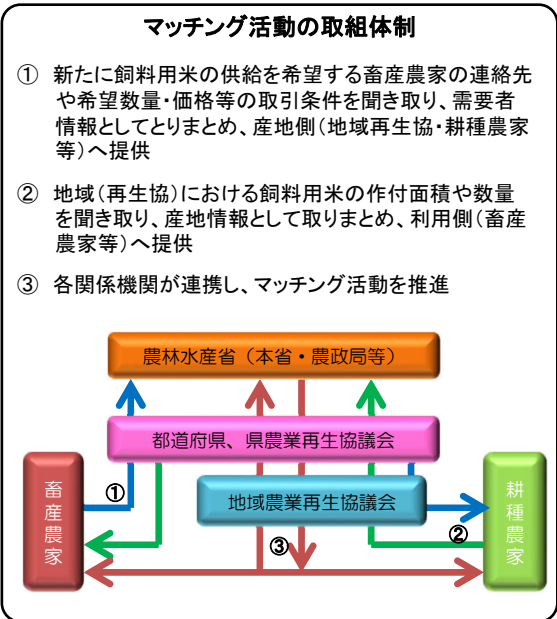 マッチング活動の取組体制
① 新たに飼料用米の供給を希望する畜産農家の連絡先
や希望数量・価格等の取引条件を聞き取り、需要者
情報としてとりまとめ、産地側（地域再生協・耕種農家
等）へ提供
② 地域（再生協）における飼料用米の作付面積や数量
を聞き取り、産地情報として取りまとめ、利用側（畜産
農家等）へ提供
③ 各関係機関が連携し、マッチング活動を推進
農林水産省（本省・農政局等）
都道府県、県農業再生協議会
畜産農家
①
地域農業再生協議会
耕種農家
②
③